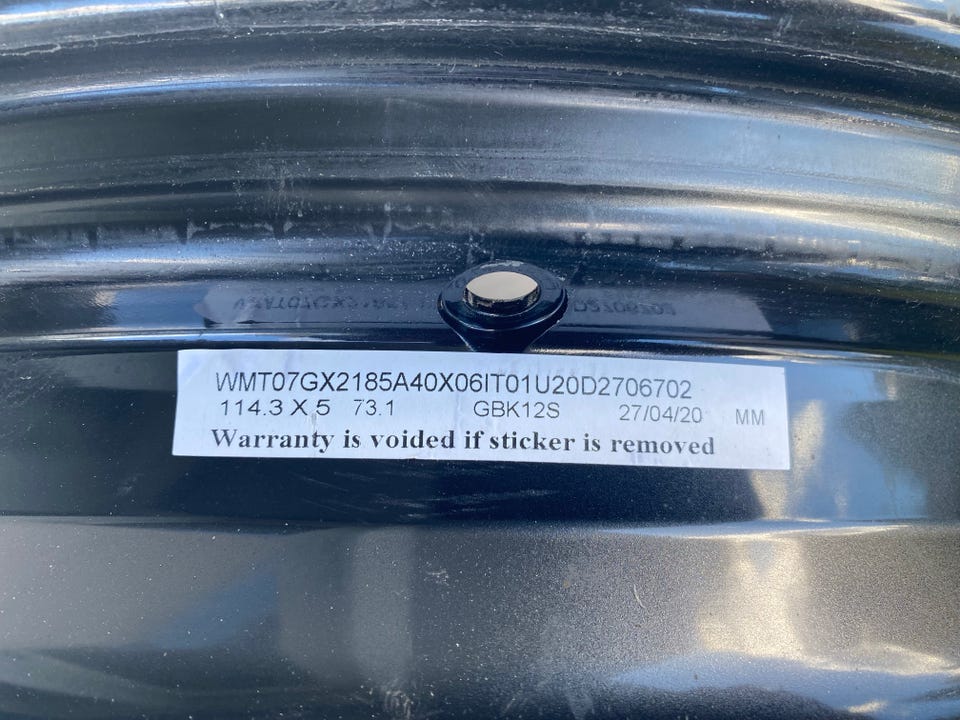 WMT07GX2185A40X06IT01U20D2706702
114.3 X 5 73.1 GBK12S 27/04/20 MM
Warranty is voided if sticker is removed